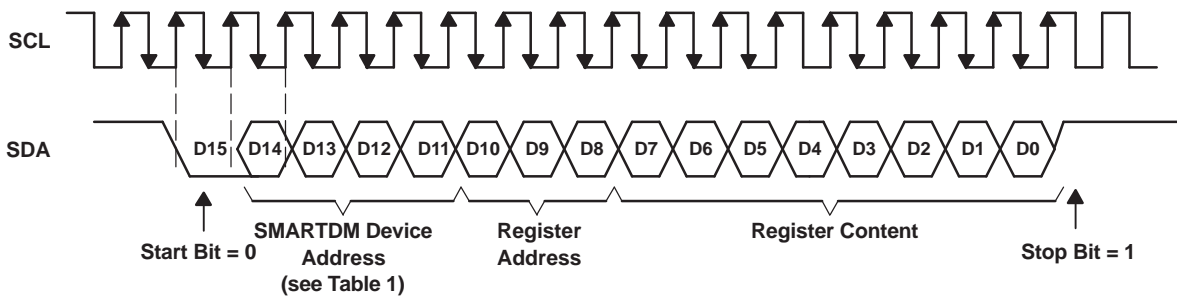 SCL
SDA
D15 D14 D13 D12 D11 D10 D9 D8 D7 D6 D5 D4 D3 D2 D1 D0
Start Bit = 0
SMARTDM Device
Address
(see Table 1)
Register
Address
Register Content
Stop Bit = 1